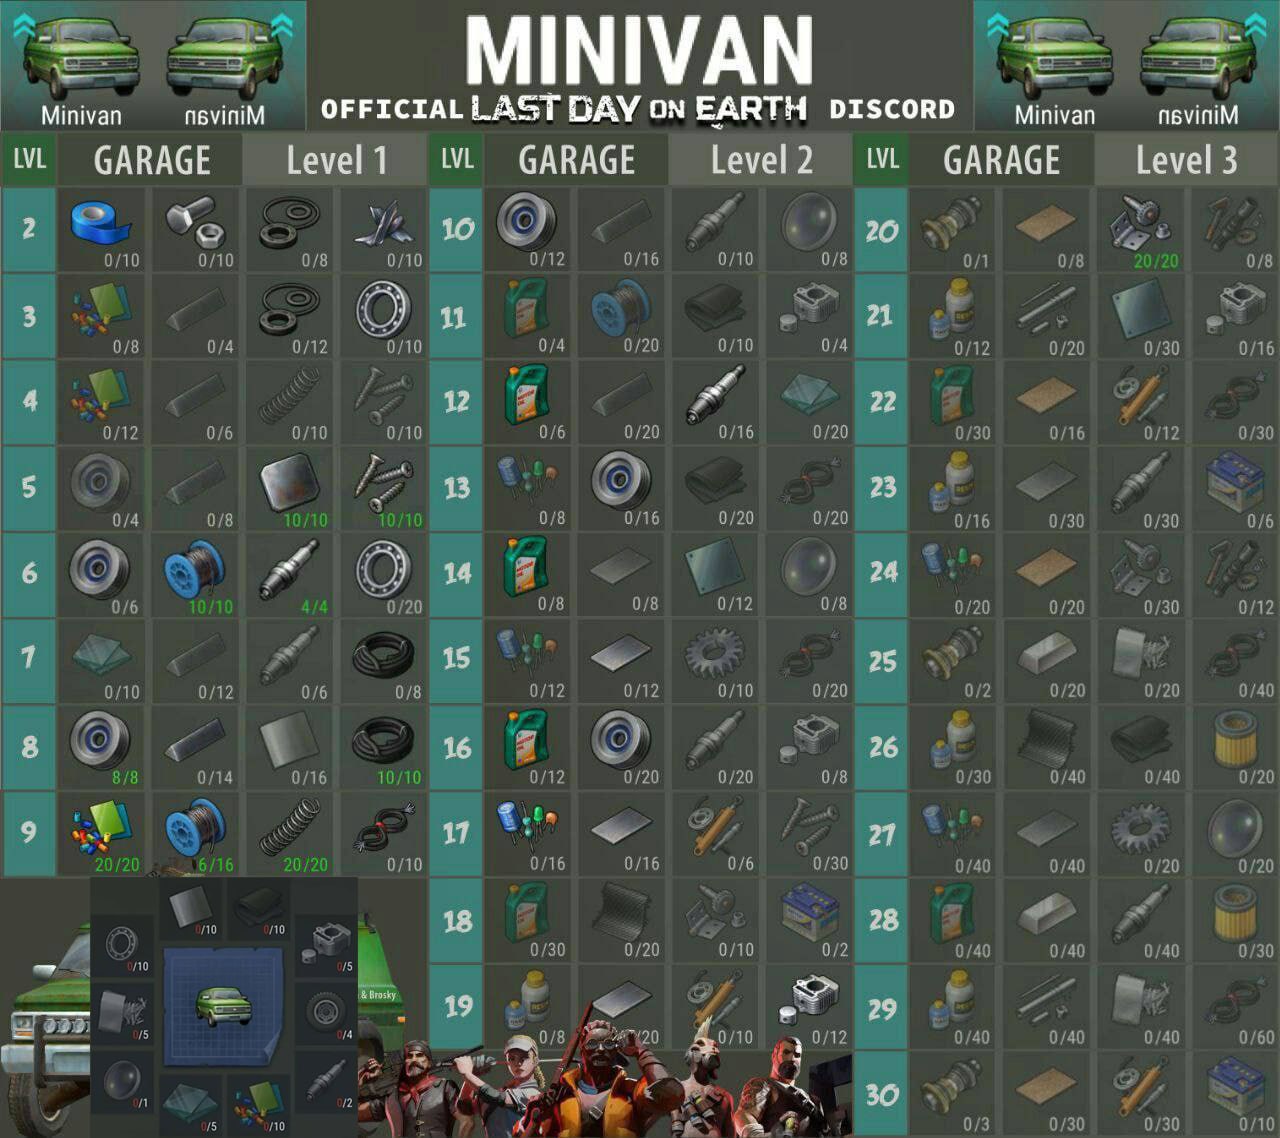 MINIVAN
OFFICIAL LAST DAY ON EARTH DISCORD
Minivan Minivan
Minivan Minivan
LVL GARAGE Level 1
2 0/10 0/10 0/8 0/10
3 0/8 0/4 0/12 0/10
4 0/12 0/6 0/10 0/10
5 0/4 0/8 10/10 10/10
6 0/6 10/10 4/4 0/20
7 0/10 0/12 0/6 0/8
8 8/8 0/14 0/16 10/10
9 20/20 6/16 20/20 0/10
LVL GARAGE Level 2
10 0/12 0/16 0/10 0/8
11 0/4 0/20 0/10 0/4
12 0/6 0/20 0/16 0/20
13 0/8 0/16 0/20 0/20
14 0/8 0/8 0/12 0/8
15 0/12 0/12 0/10 0/20
16 0/12 0/20 0/20 0/8
17 0/16 0/16 0/6 0/30
18 0/30 0/20 0/10 0/2
19 0/8 /20 0/10 0/12
LVL GARAGE Level 3
20 0/1 0/8 20/20 0/8
21 0/12 0/20 0/30 0/16
22 0/30 0/16 0/12 0/30
23 0/16 0/30 0/30 0/6
24 0/20 0/20 0/30 0/12
25 0/2 0/20 0/20 0/40
26 0/30 0/40 0/40 0/20
27 0/40 0/40 0/20 0/20
28 0/40 0/40 0/40 0/30
29 0/40 0/40 0/40 0/60
30 0/3 0/30 0/30 0/10
0/10 0/10
0/10 0/5
0/5 0/4
0/1 0/2
0/5 0/10
& Brosky